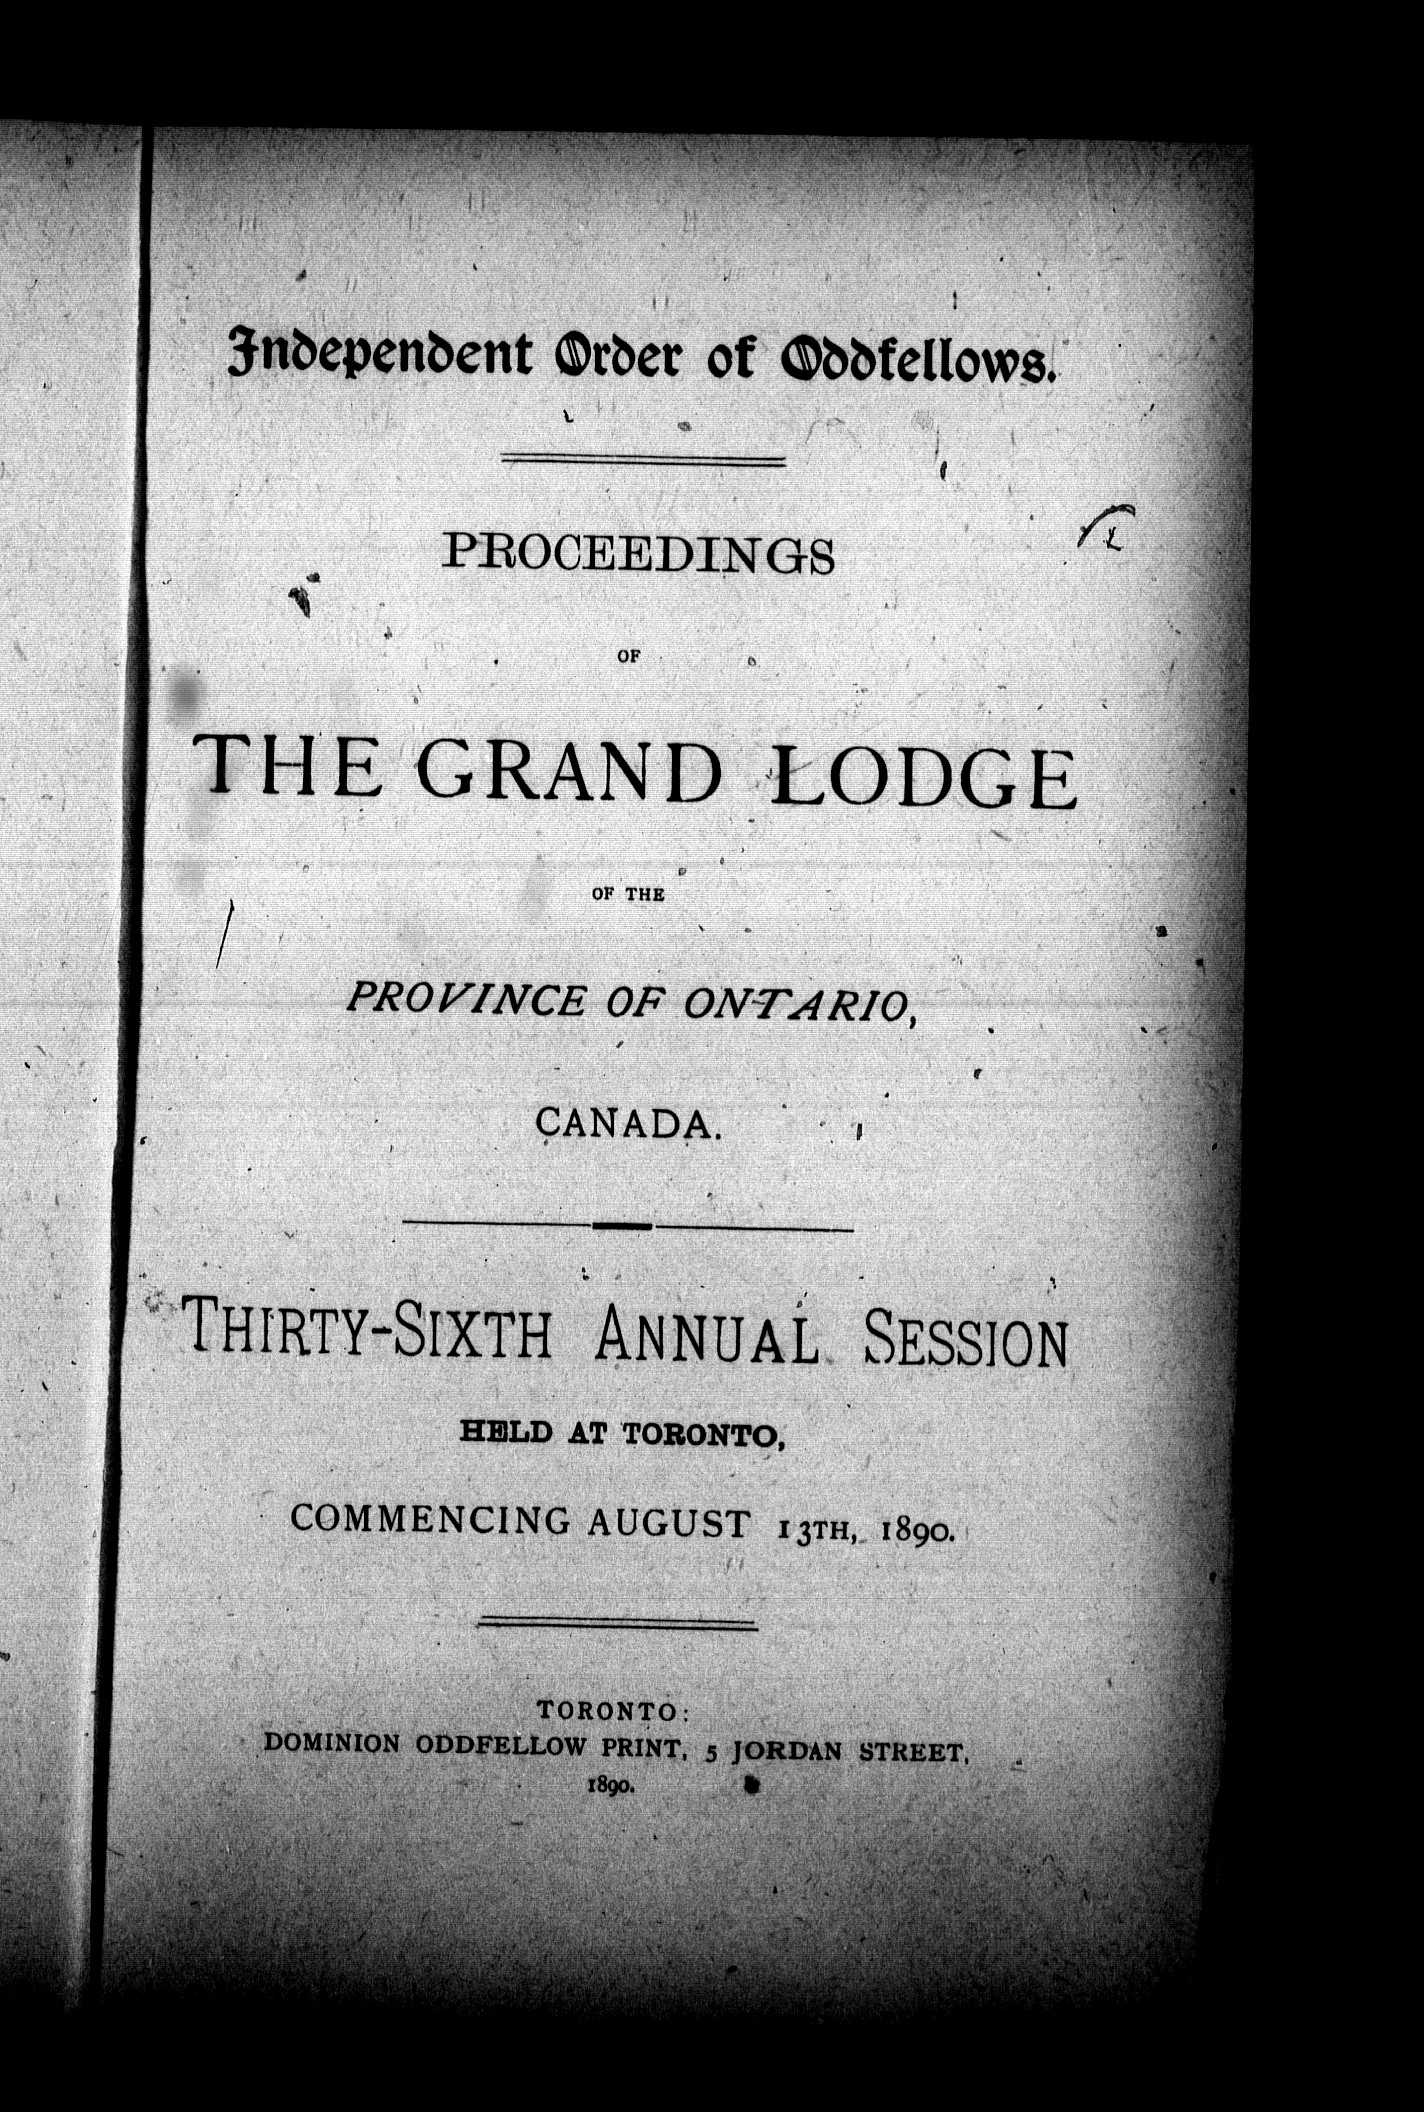 Independent Order of Oddfellows.
PROCEEDINGS
OF
THE GRAND LODGE
OF THE
PROVINCE OF ONTARIO,
CANADA.
THIRTY-SIXTH ANNUAL SESSION
HELD AT TORONTO,
COMMENCING AUGUST 13TH, 1890.
TORONTO:
DOMINION ODDFELLOW PRINT, 5 JORDAN STREET,
1890.